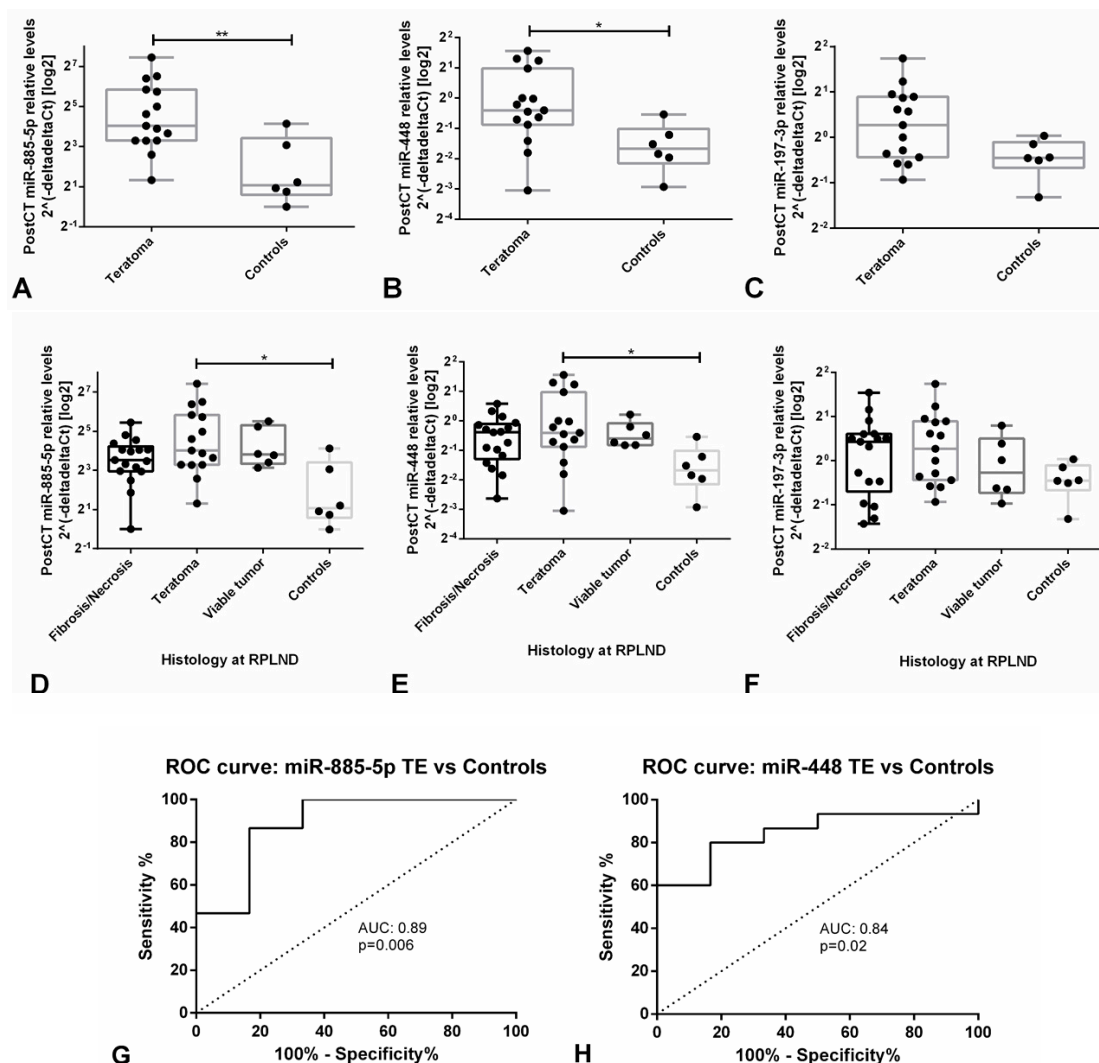 PostCT miR-885-5p relative levels
2^(-deltadeltaCt) [log2]
2^7
2^5
2^3
2^1
2^-1
**
Teratoma
Controls
A
PostCT miR-448 relative levels
2^(-deltadeltaCt) [log2]
2^2
2^1
2^0
2^-1
2^-2
2^-3
2^-4
*
Teratoma
Controls
B
PostCT miR-197-3p relative levels
2^(-deltadeltaCt) [log2]
2^2
2^1
2^0
2^-1
2^-2
Teratoma
Controls
C
PostCT miR-885-5p relative levels
2^(-deltadeltaCt) [log2]
2^7
2^5
2^3
2^1
2^-1
*
Fibrosis/Necrosis
Teratoma
Viable tumor
Controls
Histology at RPLND
D
PostCT miR-448 relative levels
2^(-deltadeltaCt) [log2]
2^2
2^1
2^0
2^-1
2^-2
2^-3
2^-4
*
Fibrosis/Necrosis
Teratoma
Viable tumor
Controls
Histology at RPLND
E
PostCT miR-197-3p relative levels
2^(-deltadeltaCt) [log2]
2^2
2^1
2^0
2^-1
2^-2
Fibrosis/Necrosis
Teratoma
Viable tumor
Controls
Histology at RPLND
F
ROC curve: miR-885-5p TE vs Controls
Sensitivity %
100
80
60
40
20
0
AUC: 0.89
p=0.006
0 20 40 60 80 100
100% - Specificity%
G
ROC curve: miR-448 TE vs Controls
Sensitivity %
100
80
60
40
20
0
AUC: 0.84
p=0.02
0 20 40 60 80 100
100% - Specificity%
H